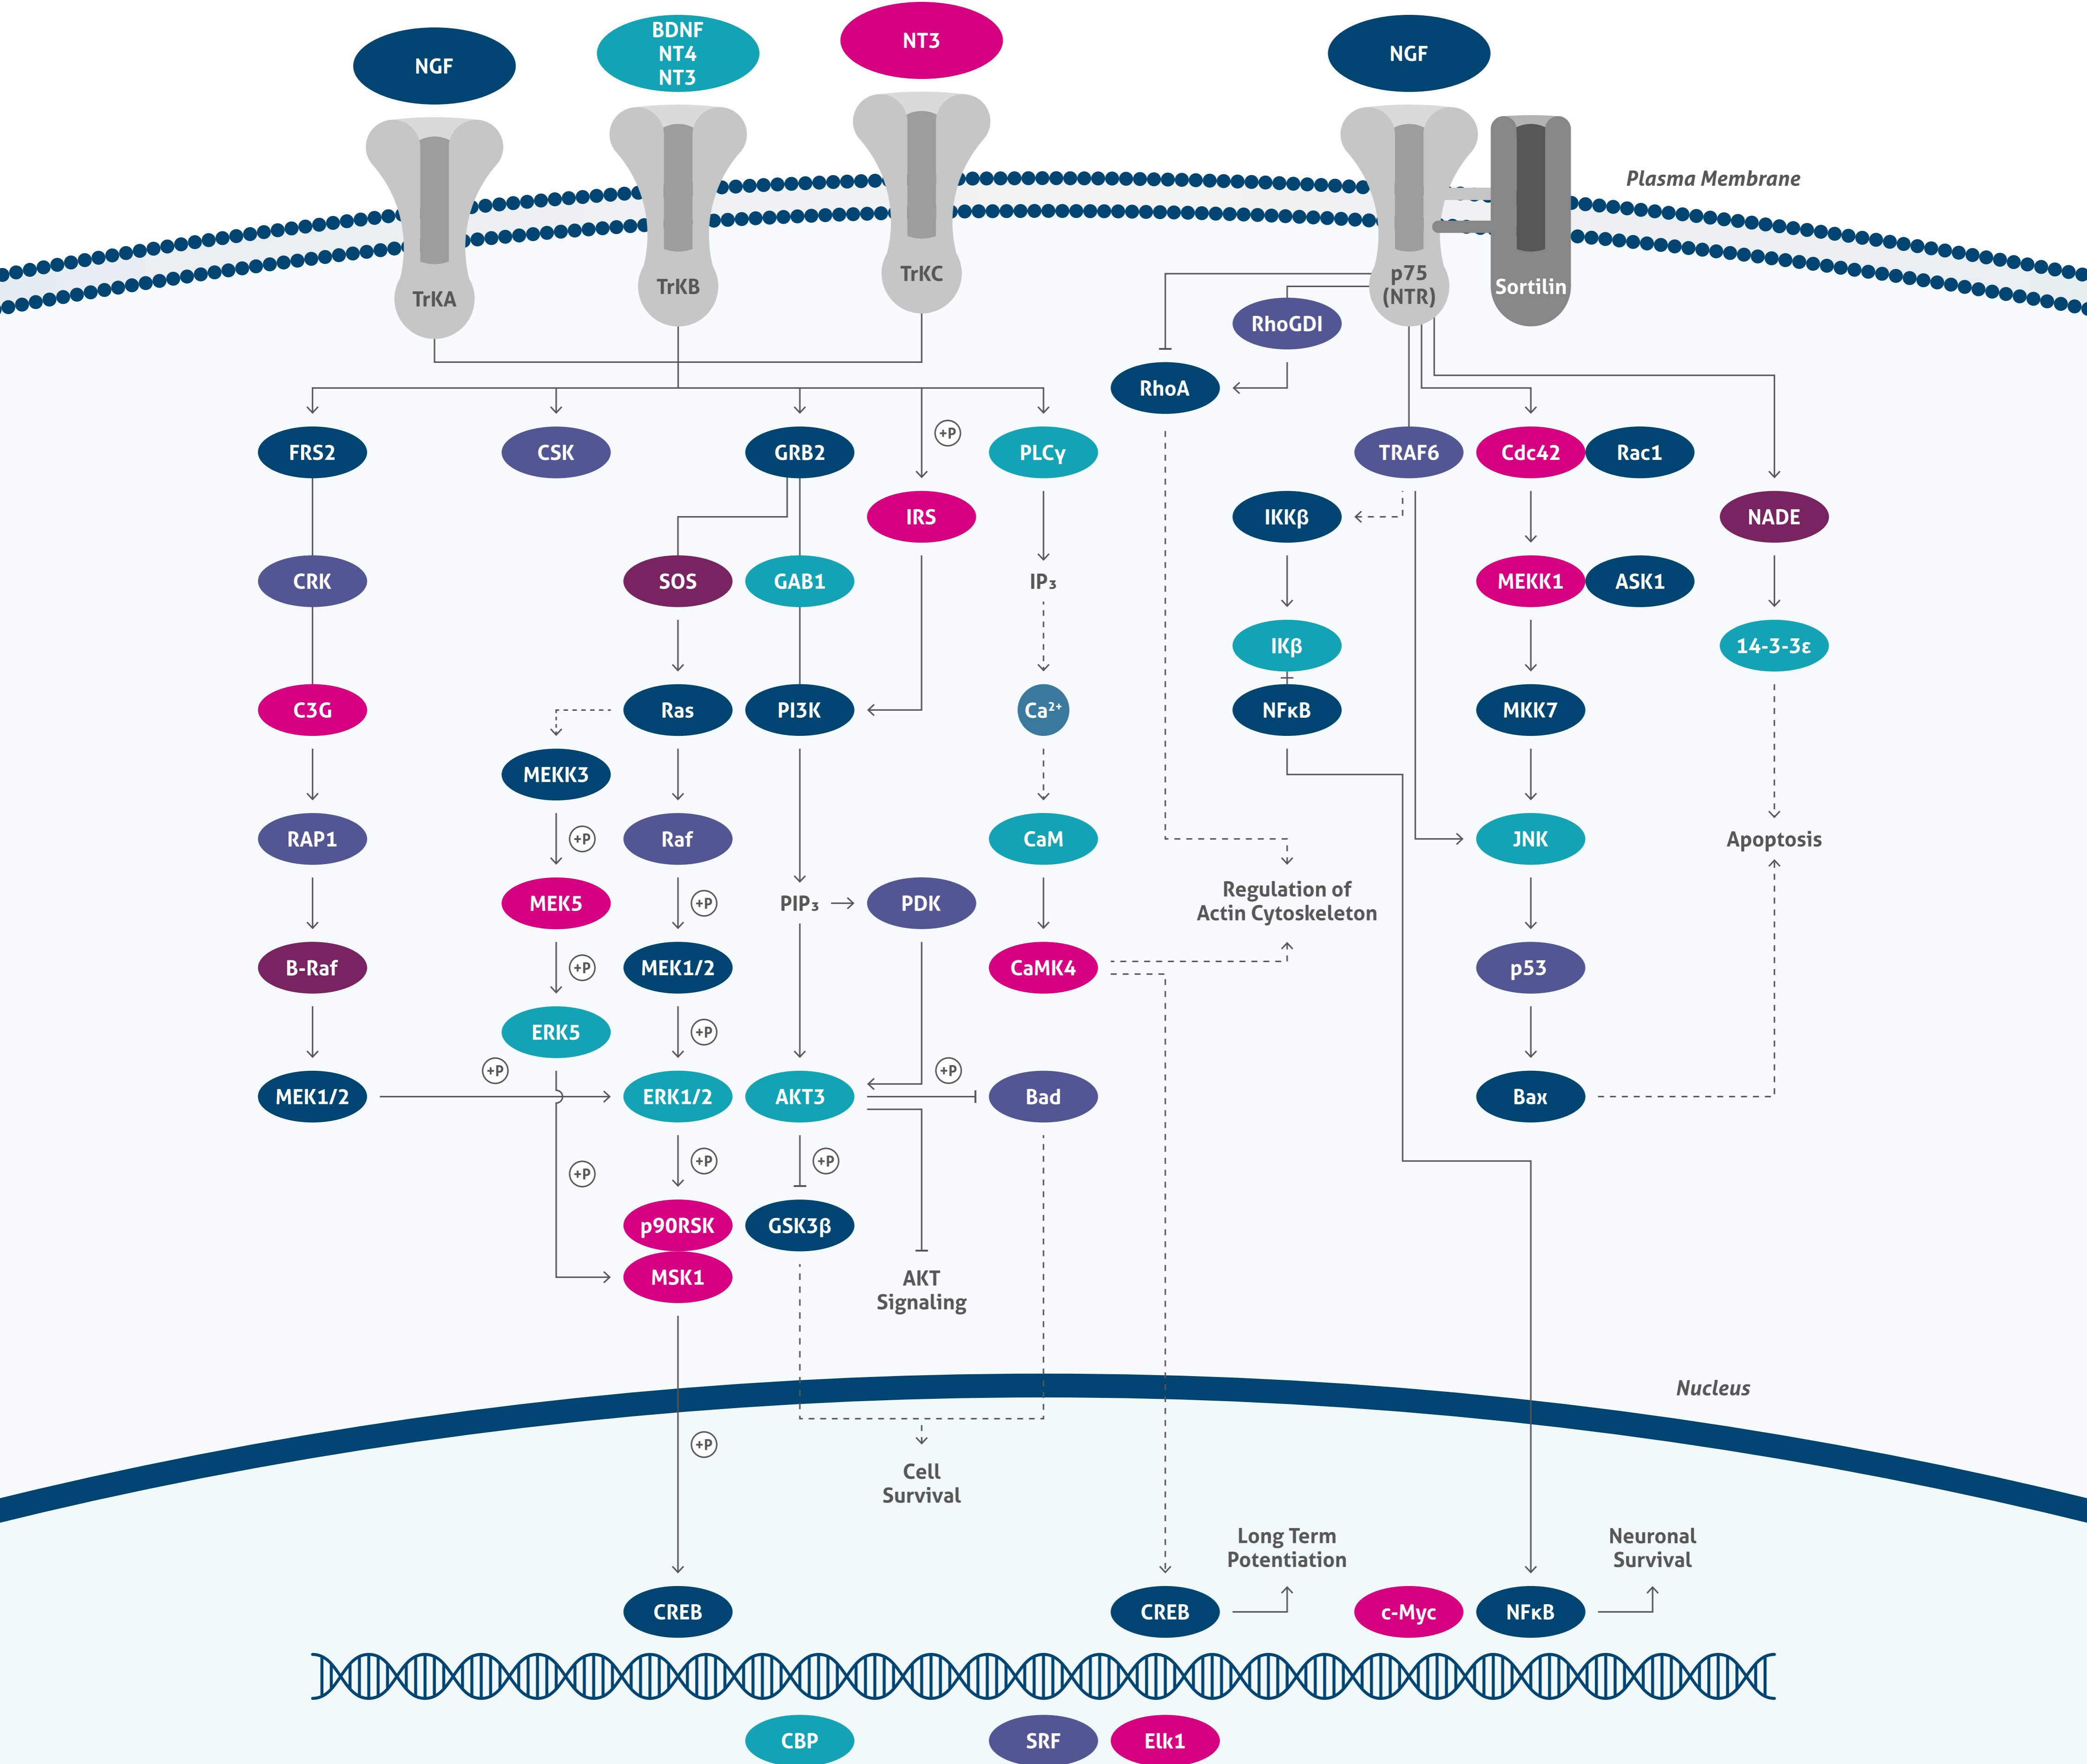 NGF
BDNF
NT4
NT3
NT3
NGF
Plasma Membrane
TrKA
TrKB
TrKC
p75
(NTR)
Sortilin
RhoGDI
RhoA
+P
FRS2
CSK
GRB2
PLCγ
TRAF6
Cdc42
Rac1
IRS
IKKβ
NADE
CRK
SOS
GAB1
IP₃
MEKK1
ASK1
IKβ
14-3-3ε
C3G
Ras
PI3K
Ca²⁺
NFκB
MKK7
MEKK3
RAP1
+P
Raf
CaM
JNK
Apoptosis
MEK5
+P
PIP₃
PDK
Regulation of
Actin Cytoskeleton
B-Raf
+P
MEK1/2
CaMK4
p53
ERK5
+P
+P
+P
MEK1/2
ERK1/2
AKT3
Bad
Bax
+P
+P
+P
p90RSK
GSK3β
MSK1
AKT
Signaling
Nucleus
+P
Cell
Survival
Long Term
Potentiation
Neuronal
Survival
CREB
CREB
c-Myc
NFκB
CBP
SRF
Elk1